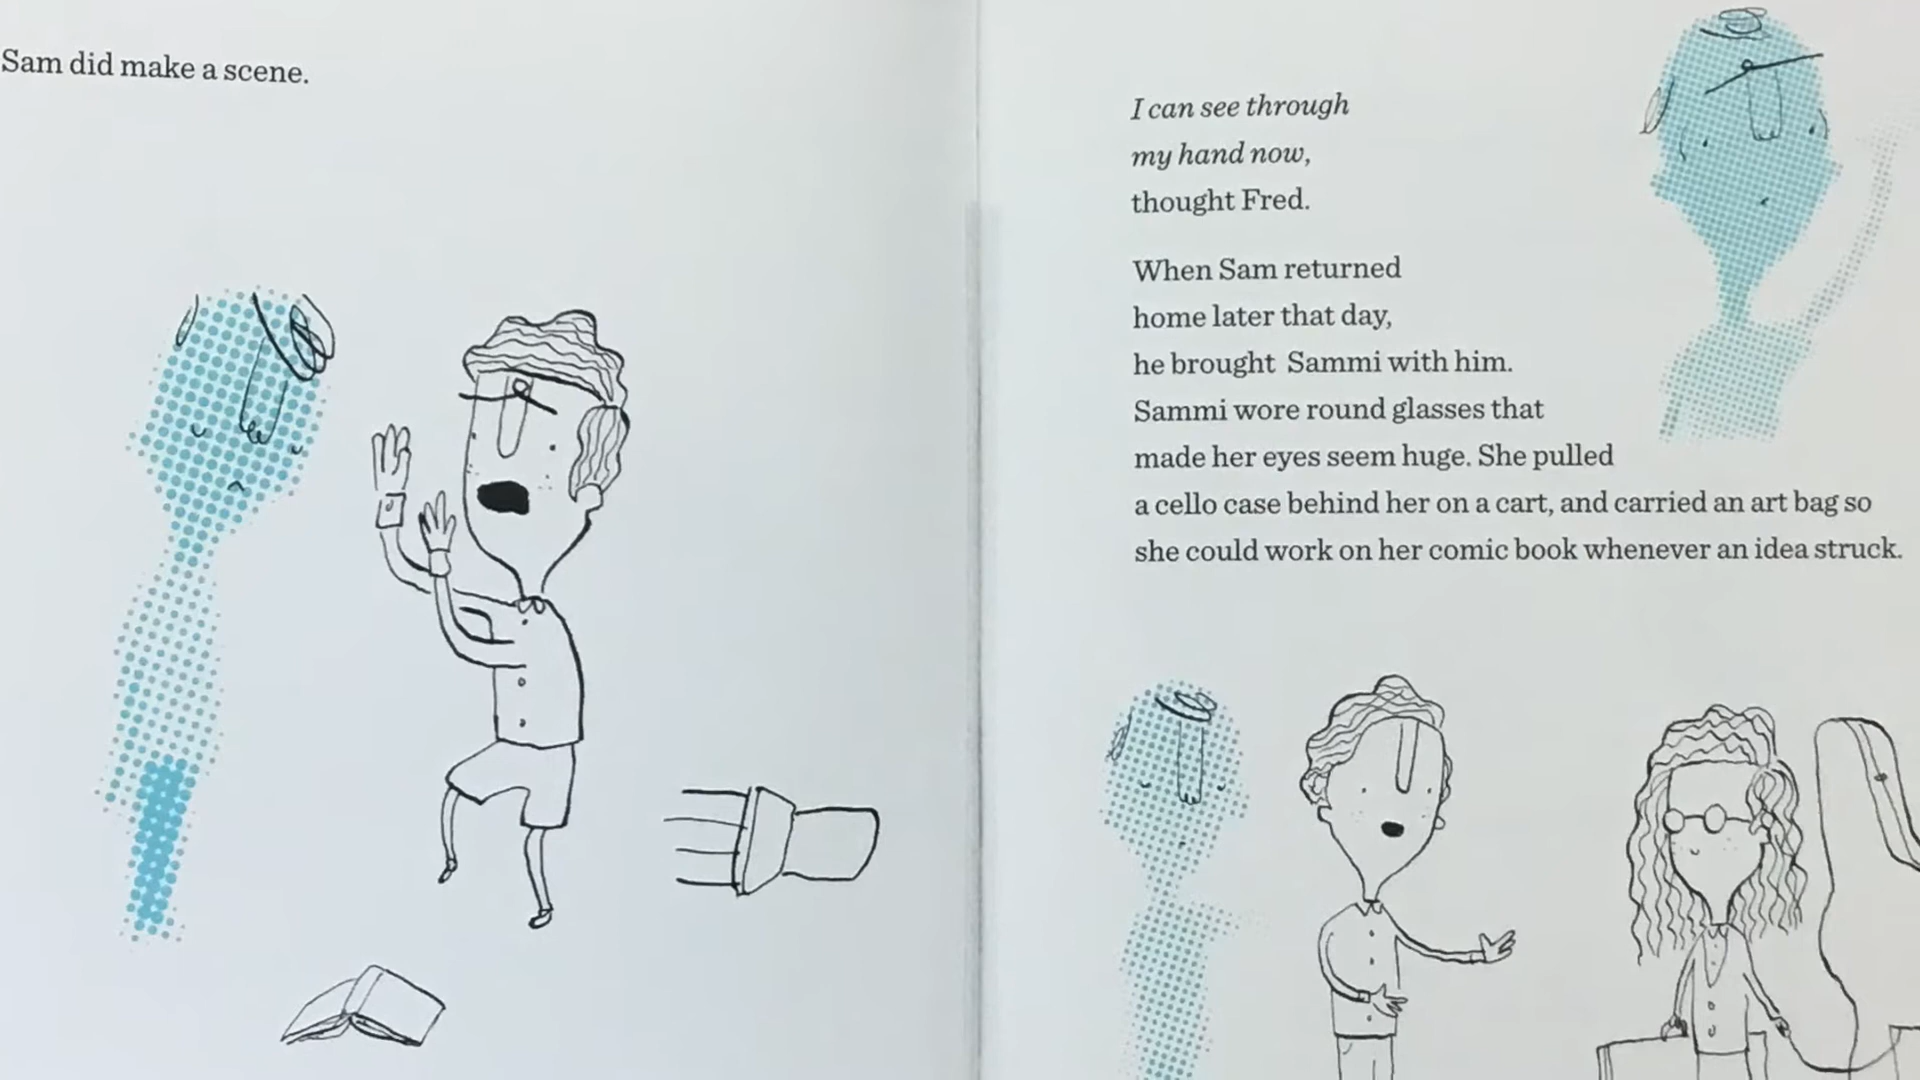 Sam did make a scene.
I can see through
my hand now,
thought Fred.
When Sam returned
home later that day,
he brought Sammi with him.
Sammi wore round glasses that
made her eyes seem huge. She pulled
a cello case behind her on a cart, and carried an art bag so
she could work on her comic book whenever an idea struck.